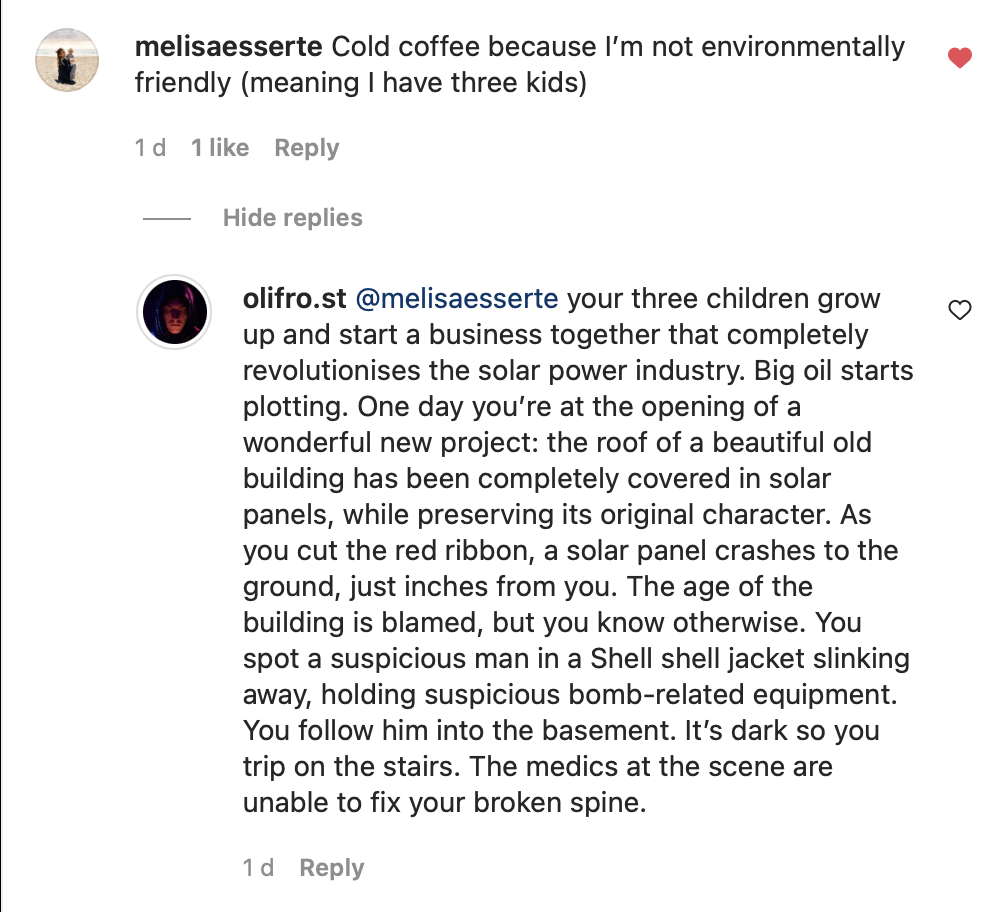 melisaesserte Cold coffee because I’m not environmentally
friendly (meaning I have three kids)
1 d 1 like Reply
Hide replies
olifro.st @melisaesserte your three children grow
up and start a business together that completely
revolutionises the solar power industry. Big oil starts
plotting. One day you’re at the opening of a
wonderful new project: the roof of a beautiful old
building has been completely covered in solar
panels, while preserving its original character. As
you cut the red ribbon, a solar panel crashes to the
ground, just inches from you. The age of the
building is blamed, but you know otherwise. You
spot a suspicious man in a Shell shell jacket slinking
away, holding suspicious bomb-related equipment.
You follow him into the basement. It’s dark so you
trip on the stairs. The medics at the scene are
unable to fix your broken spine.
1 d Reply